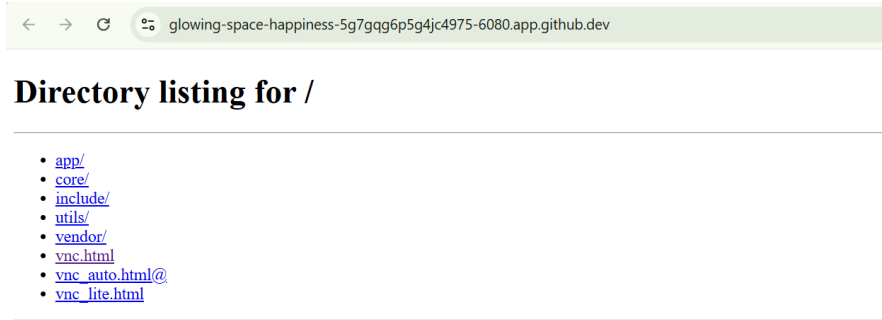 glowing-space-happiness-5g7gqg6p5g4jc4975-6080.app.github.dev
Directory listing for /
app/
core/
include/
utils/
vendor/
vnc.html
vnc_auto.html@
vnc_lite.html